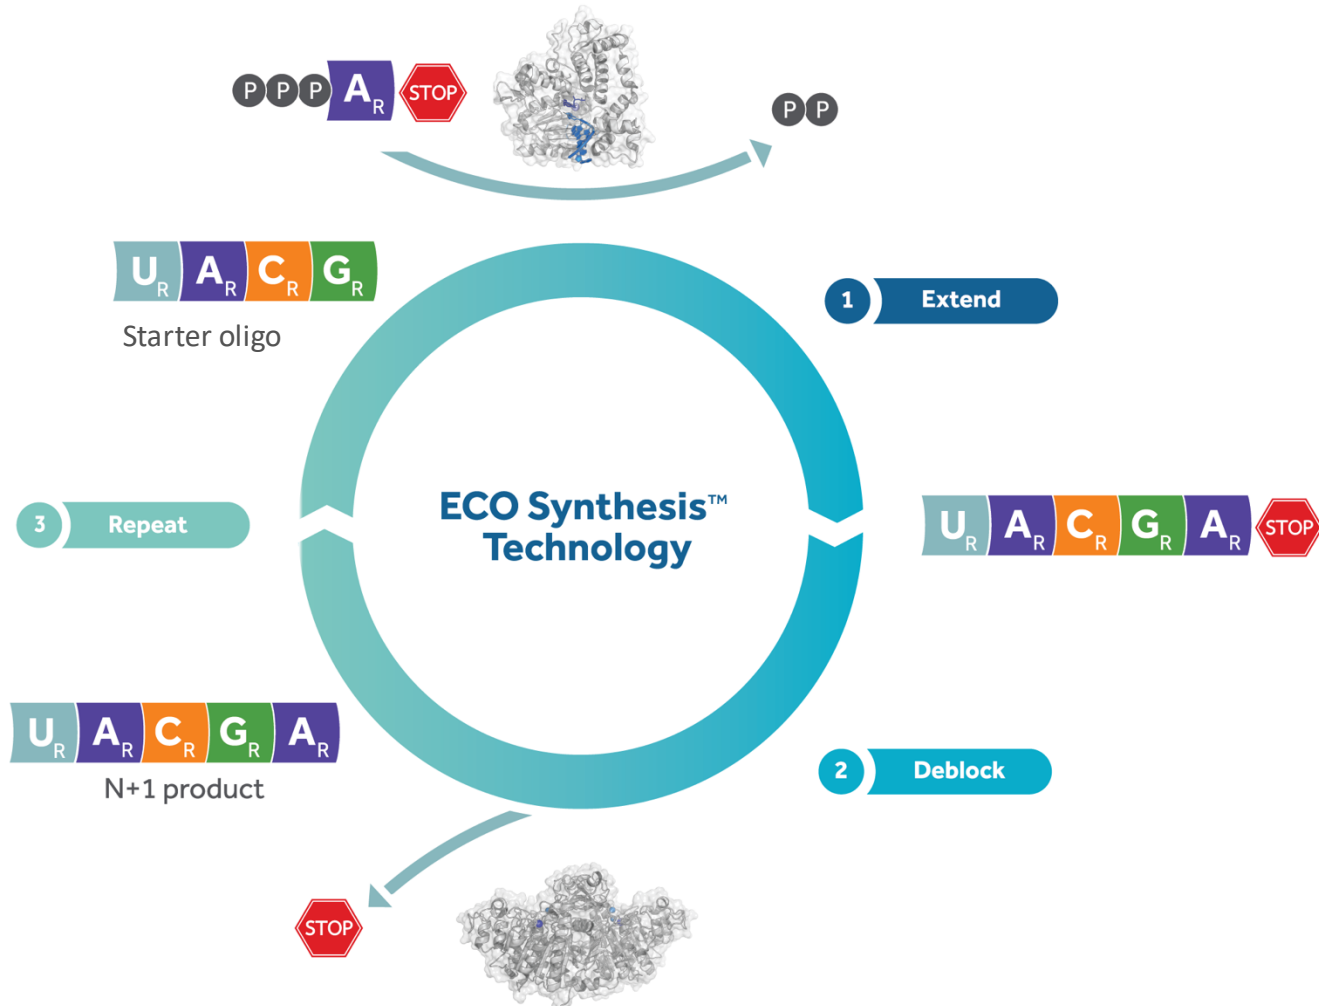 P P P A R STOP
P P
U R A R C R G R
Starter oligo
1 Extend
ECO Synthesis™
Technology
3 Repeat
U R A R C R G R A R STOP
U R A R C R G R A R
N+1 product
2 Deblock
STOP